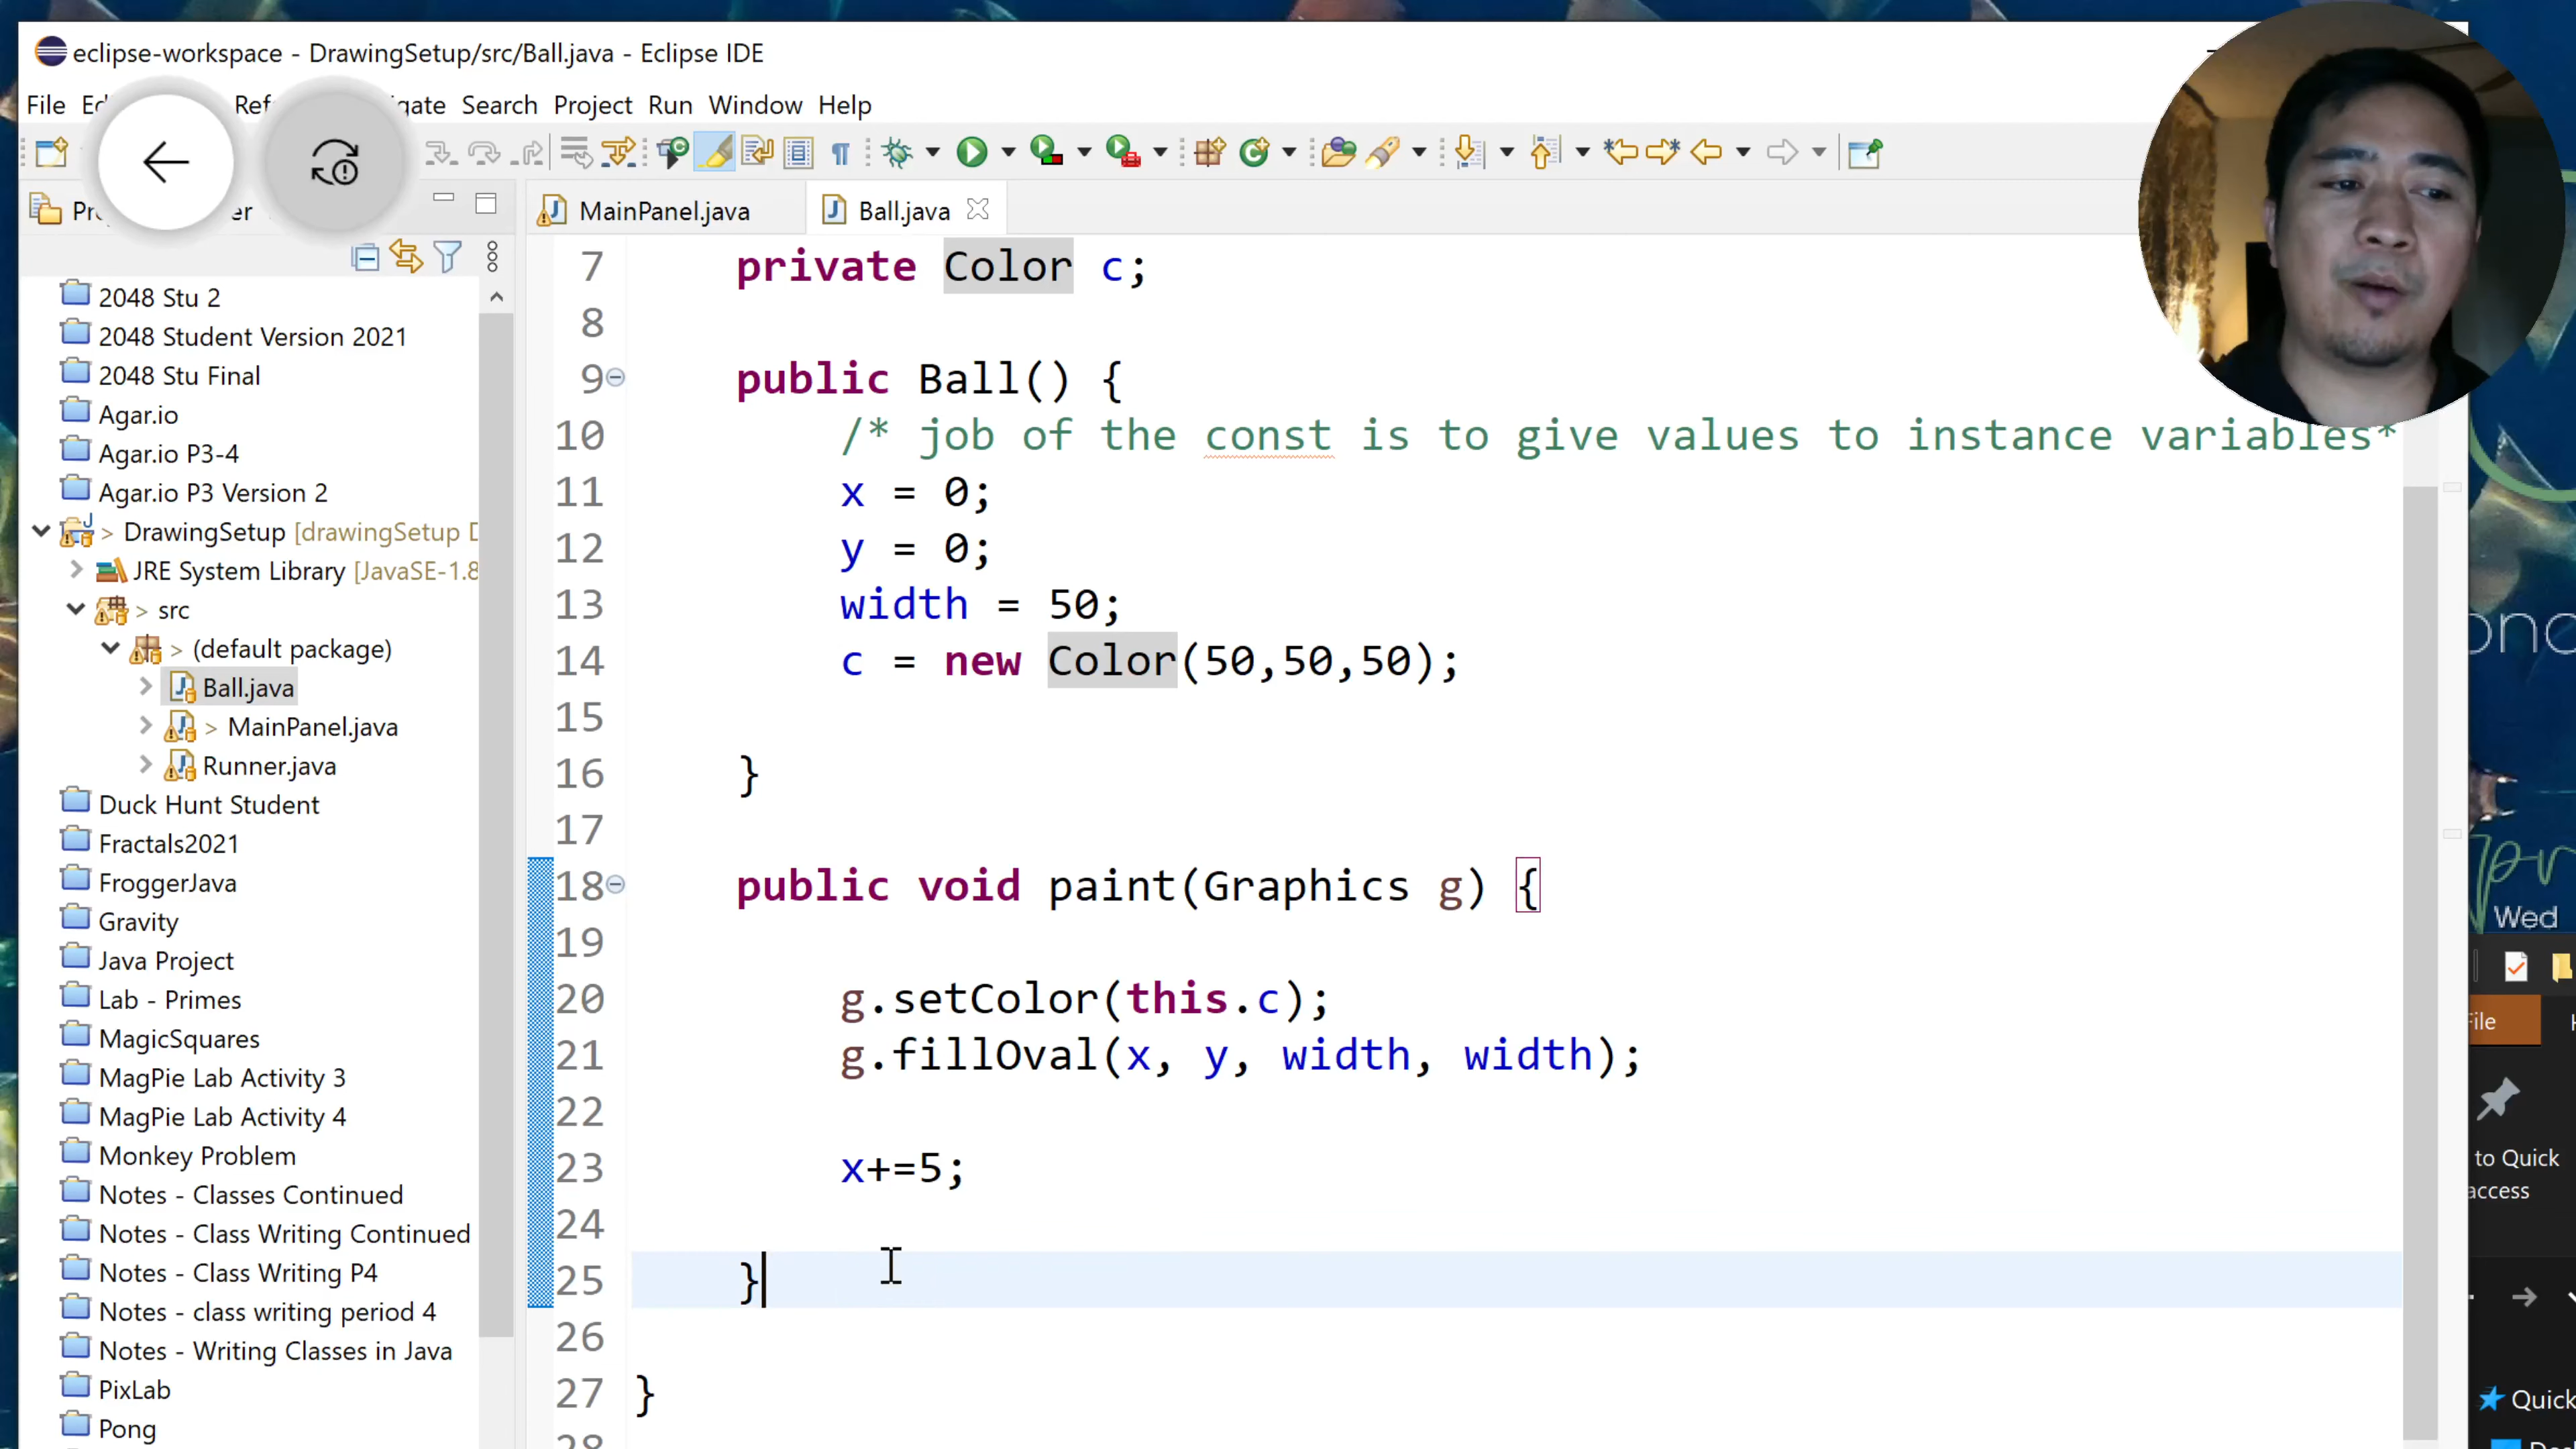 eclipse-workspace - DrawingSetup/src/Ball.java - Eclipse IDE
File Search Project Run Window Help
MainPanel.java
Ball.java
2048 Stu 2
2048 Student Version 2021
2048 Stu Final
Agar.io
Agar.io P3-4
Agar.io P3 Version 2
> DrawingSetup [drawingSetup
JRE System Library [JavaSE-1.8
> src
> (default package)
Ball.java
> MainPanel.java
Runner.java
Duck Hunt Student
Fractals2021
FroggerJava
Gravity
Java Project
Lab - Primes
MagicSquares
MagPie Lab Activity 3
MagPie Lab Activity 4
Monkey Problem
Notes - Classes Continued
Notes - Class Writing Continued
Notes - Class Writing P4
Notes - class writing period 4
Notes - Writing Classes in Java
PixLab
Pong
7 private Color c;
8
9 public Ball() {
10 /* job of the const is to give values to instance variables*
11 x = 0;
12 y = 0;
13 width = 50;
14 c = new Color(50,50,50);
15
16 }
17
18 public void paint(Graphics g) {
19
20 g.setColor(this.c);
21 g.fillOval(x, y, width, width);
22
23 x+=5;
24
25 }
26
27 }
28
Wed
to Quick
access
Quick